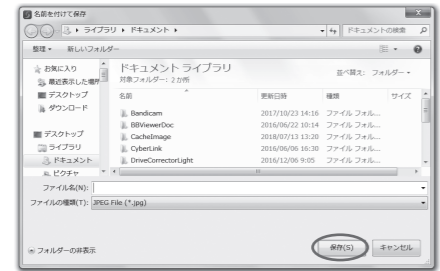 名前を付けて保存
ライブラリ ▸ ドキュメント ▸
ドキュメントの検索
整理 ▾ 新しいフォルダー
お気に入り
最近表示した場所
デスクトップ
ダウンロード
デスクトップ
ライブラリ
ドキュメント
ピクチャ
ドキュメント ライブラリ
対象フォルダー: 2か所
並べ替え: フォルダー ▾
名前 更新日時 種類 サイズ
Bandicam 2017/10/23 14:16 ファイル フォル...
BBViewerDoc 2016/06/22 10:14 ファイル フォル...
CacheImage 2018/07/13 13:20 ファイル フォル...
CyberLink 2016/06/06 16:30 ファイル フォル...
DriveCorrectorLight 2016/12/06 9:05 ファイル フォル...
ファイル名(N):
ファイルの種類(T): JPEG File (*.jpg)
フォルダーの非表示
保存(S) キャンセル